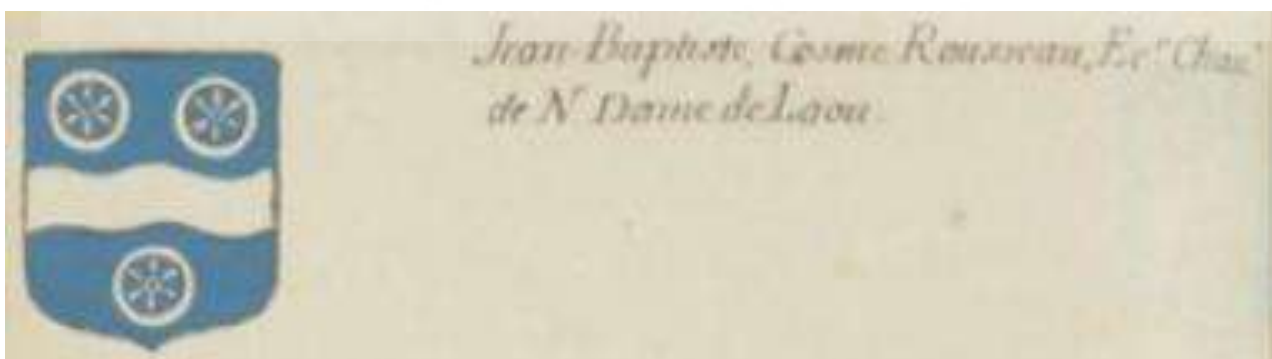 Jean-Baptiste, Cosme Rousseau, Ec.r Chan.
de N Dame de Laon.